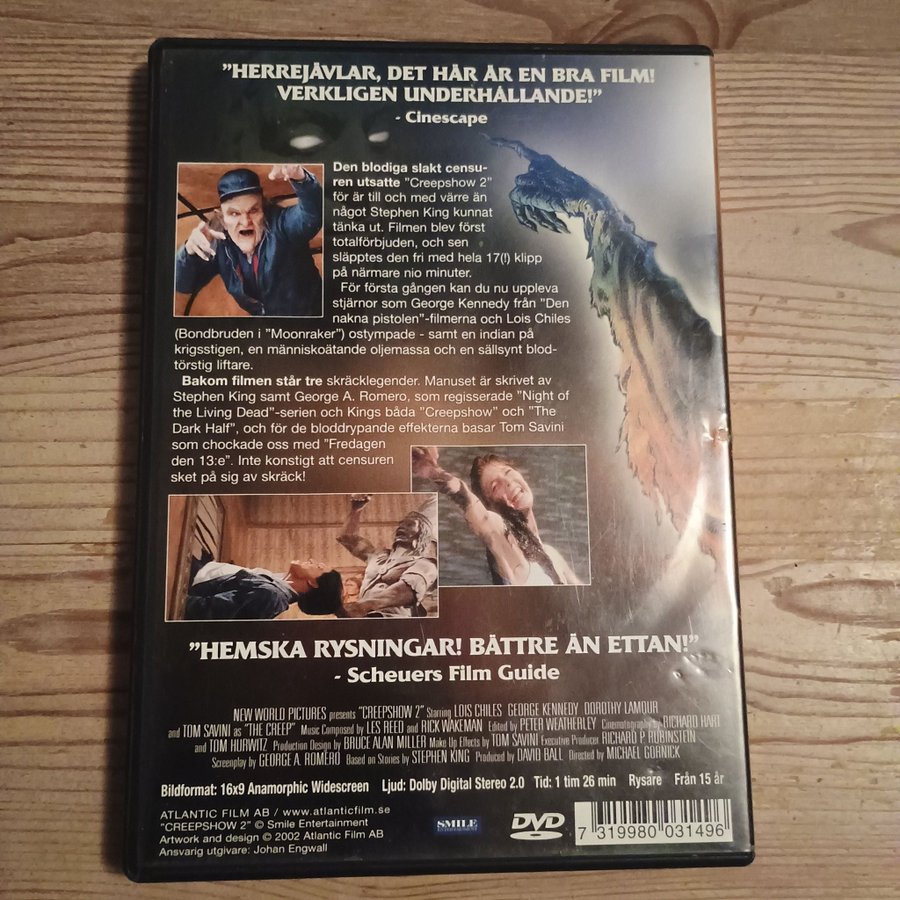 ”HERREJÄVLAR, DET HÄR ÄR EN BRA FILM!
VERKLIGEN UNDERHÅLLANDE!”
- Cinescape
Den blodiga slakt censu-
ren utsatte ”Creepshow 2”
för är till och med värre än
något Stephen King kunnat
tänka ut. Filmen blev först
totalförbjuden, och sen
släpptes den fri med hela 17(!) klipp
på närmare nio minuter.
För första gången kan du nu uppleva
stjärnor som George Kennedy från ”Den
nakna pistolen”-filmerna och Lois Chiles
(Bondbruden i ”Moonraker”) ostympade - samt en indian på
krigsstigen, en människoätande oljemassa och en sällsynt blod-
törstig liftare.
Bakom filmen står tre skräcklegender. Manuset är skrivet av
Stephen King samt George A. Romero, som regisserade ”Night of
the Living Dead”-serien och Kings båda ”Creepshow” och ”The
Dark Half”, och för de bloddrypande effekterna basar Tom Savini
som chockade oss med ”Fredagen
den 13:e”. Inte konstigt att censuren
sket på sig av skräck!
”HEMSKA RYSNINGAR! BÄTTRE ÄN ETTAN!”
- Scheuers Film Guide
NEW WORLD PICTURES presents ”CREEPSHOW 2” Starring LOIS CHILES GEORGE KENNEDY DOROTHY LAMOUR
and TOM SAVINI as ”THE CREEP” Music Composed by LES REED and RICK WAKEMAN Edited by PETER WEATHERLEY Cinematography by RICHARD HART
and TOM HURWITZ Production Design by BRUCE ALAN MILLER Make Up Effects by TOM SAVINI Executive Producer RICHARD P RUBINSTEIN
Screenplay by GEORGE A. ROMERO Based on Stories by STEPHEN KING Produced by DAVID BALL Directed by MICHAEL GORNICK
Bildformat: 16x9 Anamorphic Widescreen Ljud: Dolby Digital Stereo 2.0 Tid: 1 tim 26 min Rysare Från 15 år
ATLANTIC FILM AB / www.atlanticfilm.se
”CREEPSHOW 2” © Smile Entertainment
Artwork and design © 2002 Atlantic Film AB
Ansvarig utgivare: Johan Engwall
SMILE
ENTERTAINMENT
DVD
7 319980 031496